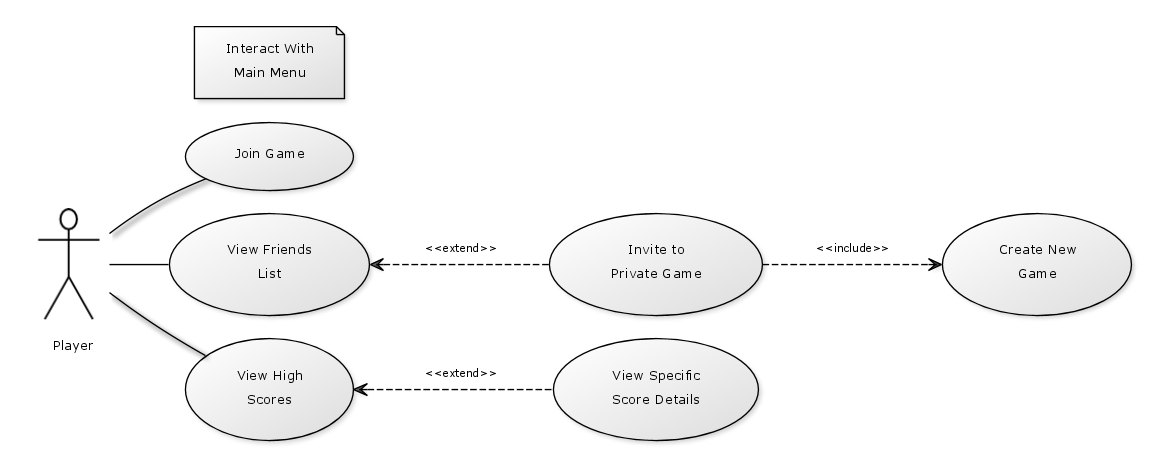 Interact With
Main Menu
Join Game
View Friends
List
<<extend>>
Invite to
Private Game
<<include>>
Create New
Game
Player
View High
Scores
<<extend>>
View Specific
Score Details